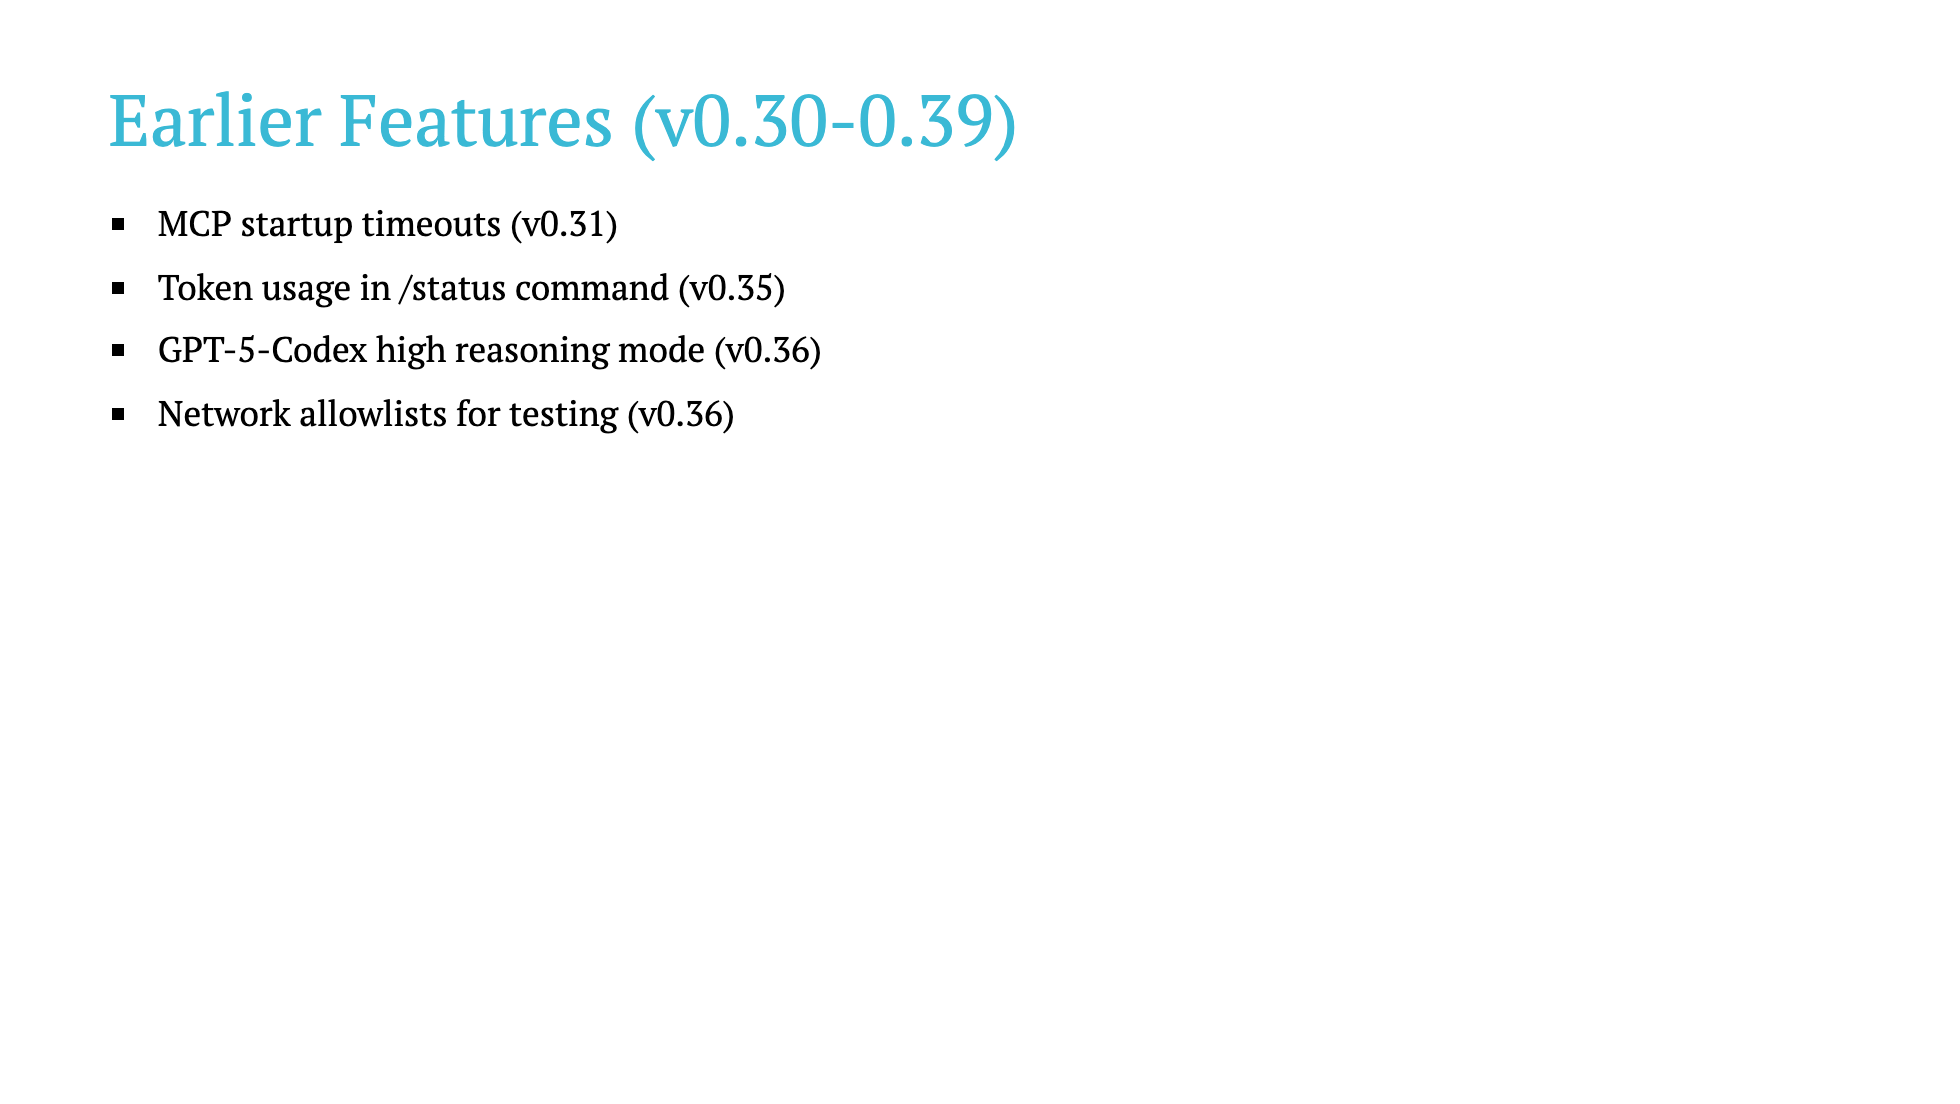 Earlier Features (v0.30-0.39)
▪ MCP startup timeouts (v0.31)
▪ Token usage in /status command (v0.35)
▪ GPT-5-Codex high reasoning mode (v0.36)
▪ Network allowlists for testing (v0.36)